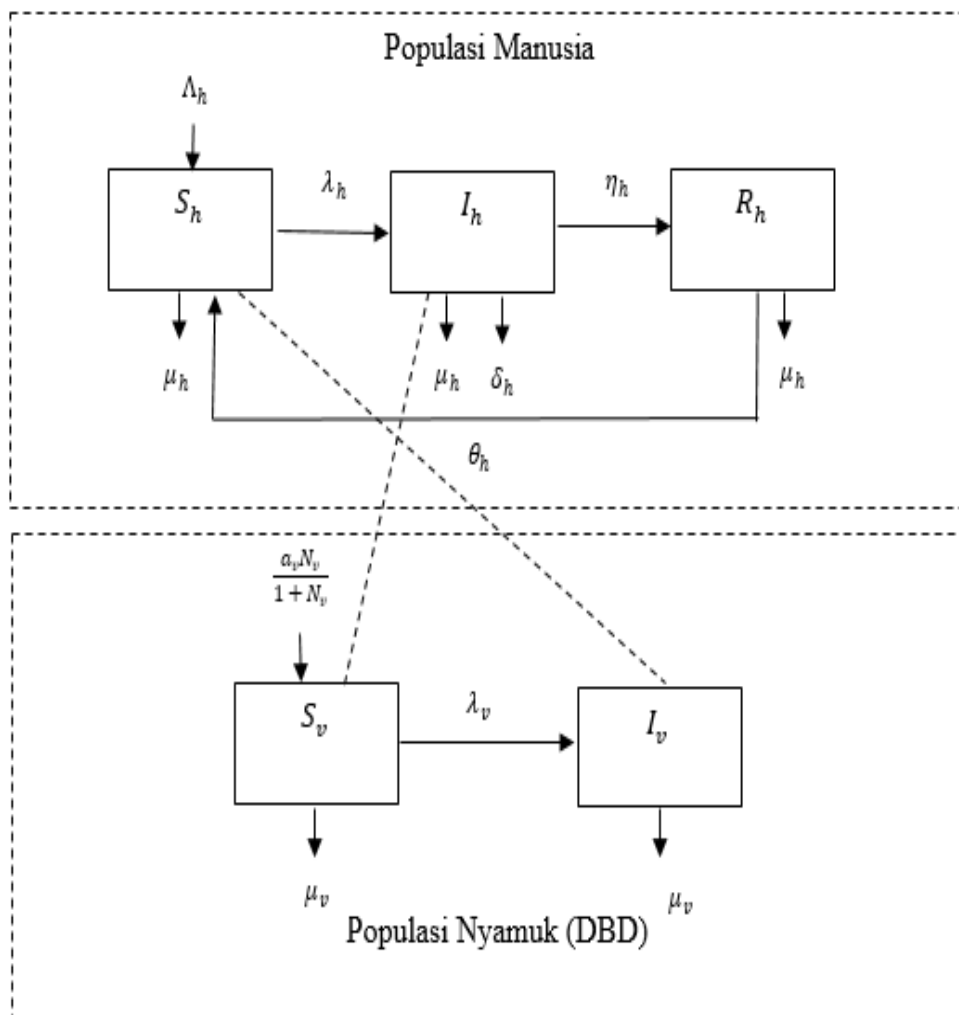 Populasi Manusia
Λ_h
S_h
λ_h
I_h
η_h
R_h
μ_h
μ_h
δ_h
μ_h
θ_h
a_v N_v
1 + N_v
S_v
λ_v
I_v
μ_v
μ_v
Populasi Nyamuk (DBD)